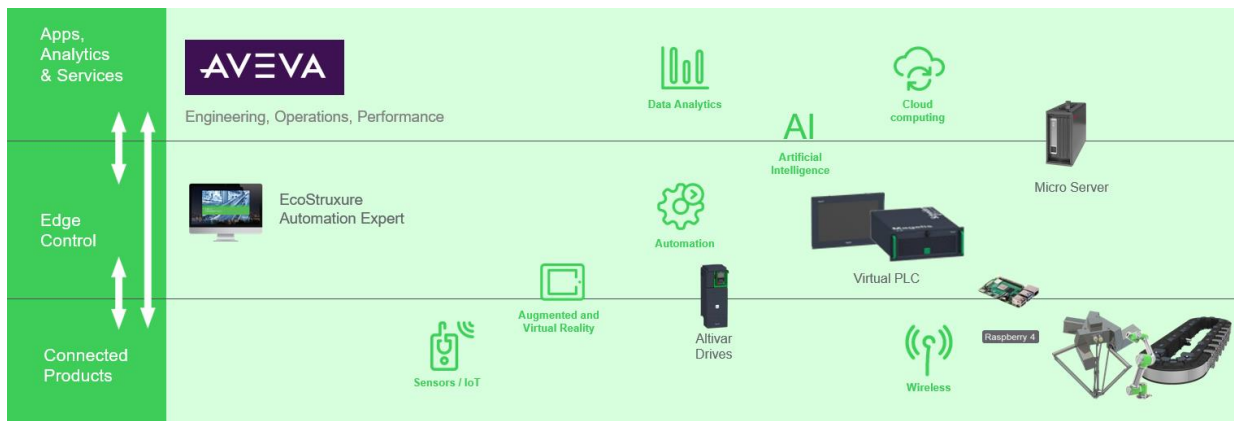 Apps,
Analytics
& Services
AVEVA
Engineering, Operations, Performance
Data Analytics
Cloud
computing
AI
Artificial
Intelligence
Micro Server
Edge
Control
EcoStruxure
Automation Expert
Automation
Magelis
Virtual PLC
Augmented and
Virtual Reality
Altivar
Drives
Raspberry 4
Connected
Products
Sensors / IoT
Wireless